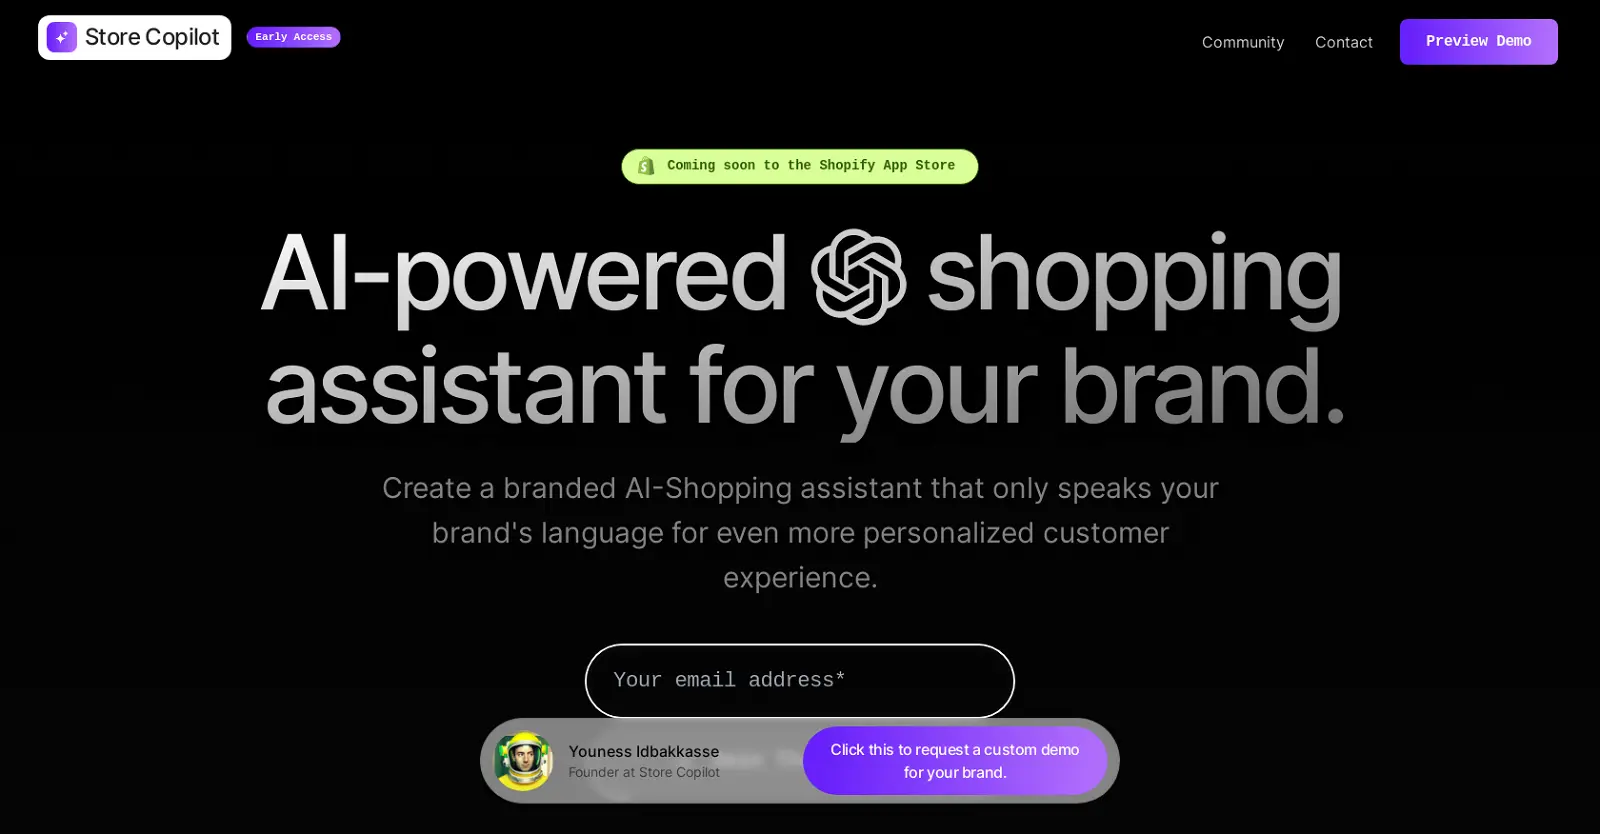 Store Copilot
Early Access
Community
Contact
Preview Demo
Coming soon to the Shopify App Store
AI-powered shopping
assistant for your brand.
Create a branded AI-Shopping assistant that only speaks your
brand's language for even more personalized customer
experience.
Your email address*
Youness Idbakkasse
Founder at Store Copilot
Click this to request a custom demo
for your brand.